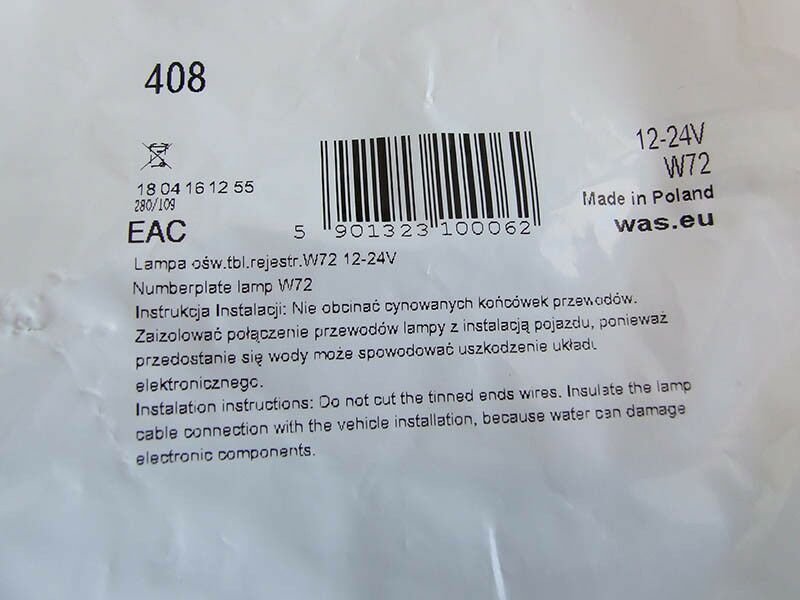 408
12-24V
W72
18 04 16 12 55
280/109
Made in Poland
EAC
5 901323 100062
was.eu
Lampa ośw.tbl.rejestr.W72 12-24V
Numberplate lamp W72
Instrukcja Instalacji: Nie obcinać cynowanych końcówek przewodów.
Zaizolować połączenie przewodów lampy z instalacją pojazdu, ponieważ
przedostanie się wody może spowodować uszkodzenie układu
elektronicznego.
Instalation instructions: Do not cut the tinned ends wires. Insulate the lamp
cable connection with the vehicle installation, because water can damage
electronic components.